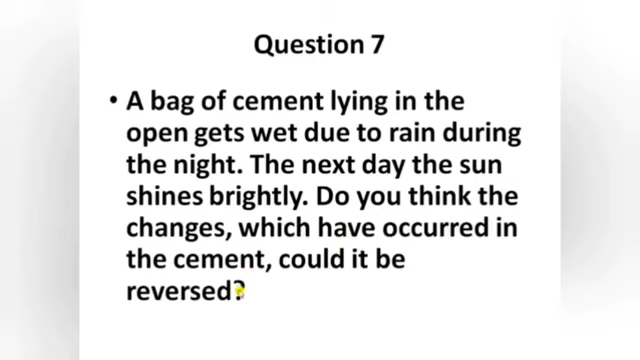 Question 7
• A bag of cement lying in the
open gets wet due to rain during
the night. The next day the sun
shines brightly. Do you think the
changes, which have occurred in
the cement, could it be
reversed?